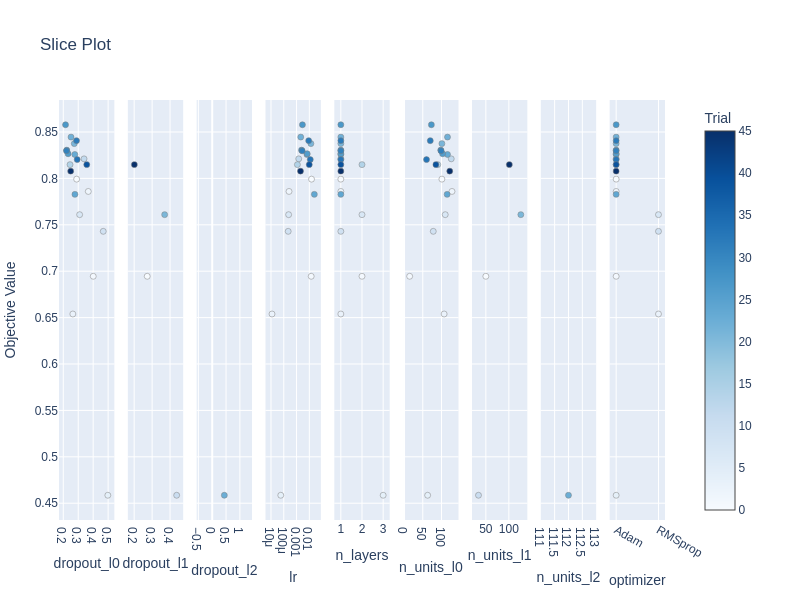 Slice Plot
Objective Value
0.85
0.8
0.75
0.7
0.65
0.6
0.55
0.5
0.45
0.2 0.3 0.4 0.5
0.2 0.3 0.4
−0.5 0 0.5 1
10μ 100μ 0.001 0.01
1 2 3
0 50 100
50 100
111 111.5 112 112.5 113
Adam RMSprop
dropout_l0 dropout_l1 dropout_l2 lr n_layers n_units_l0 n_units_l1 n_units_l2 optimizer
Trial
45
40
35
30
25
20
15
10
5
0